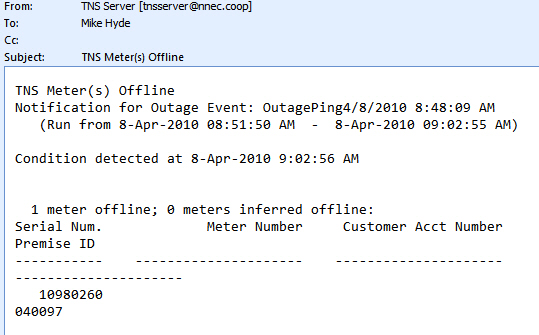 From: TNS Server [tnsserver@nnec.coop]
To: Mike Hyde
Cc:
Subject: TNS Meter(s) Offline
TNS Meter(s) Offline
Notification for Outage Event: OutagePing4/8/2010 8:48:09 AM
(Run from 8-Apr-2010 08:51:50 AM - 8-Apr-2010 09:02:55 AM)
Condition detected at 8-Apr-2010 9:02:56 AM
1 meter offline; 0 meters inferred offline:
Serial Num. Meter Number Customer Acct Number
Premise ID
----------- --------------------- ---------------------
---------------------
10980260
040097